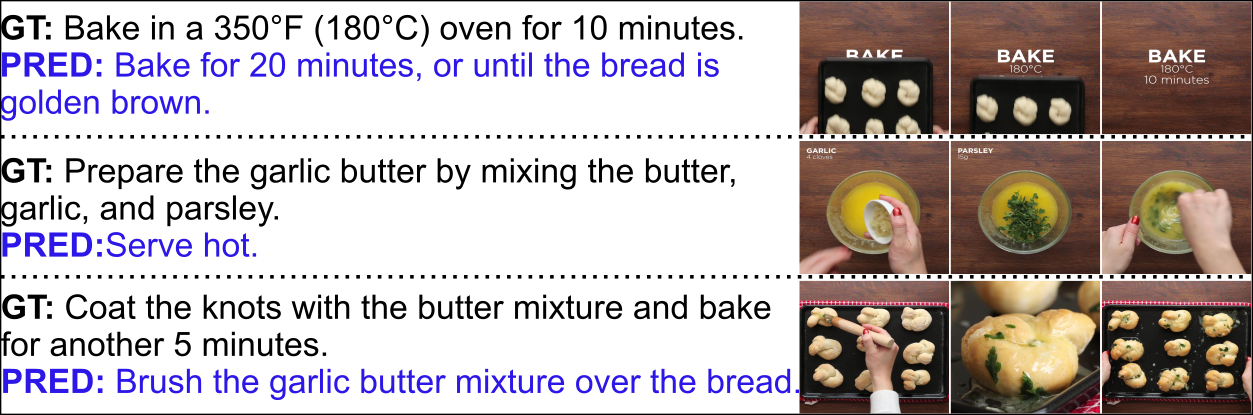 GT: Bake in a 350°F (180°C) oven for 10 minutes.
PRED: Bake for 20 minutes, or until the bread is
golden brown.
BAKE
BAKE
180°C
BAKE
180°C
10 minutes
GT: Prepare the garlic butter by mixing the butter,
garlic, and parsley.
PRED:Serve hot.
GARLIC
4 cloves
PARSLEY
15g
GT: Coat the knots with the butter mixture and bake
for another 5 minutes.
PRED: Brush the garlic butter mixture over the bread.